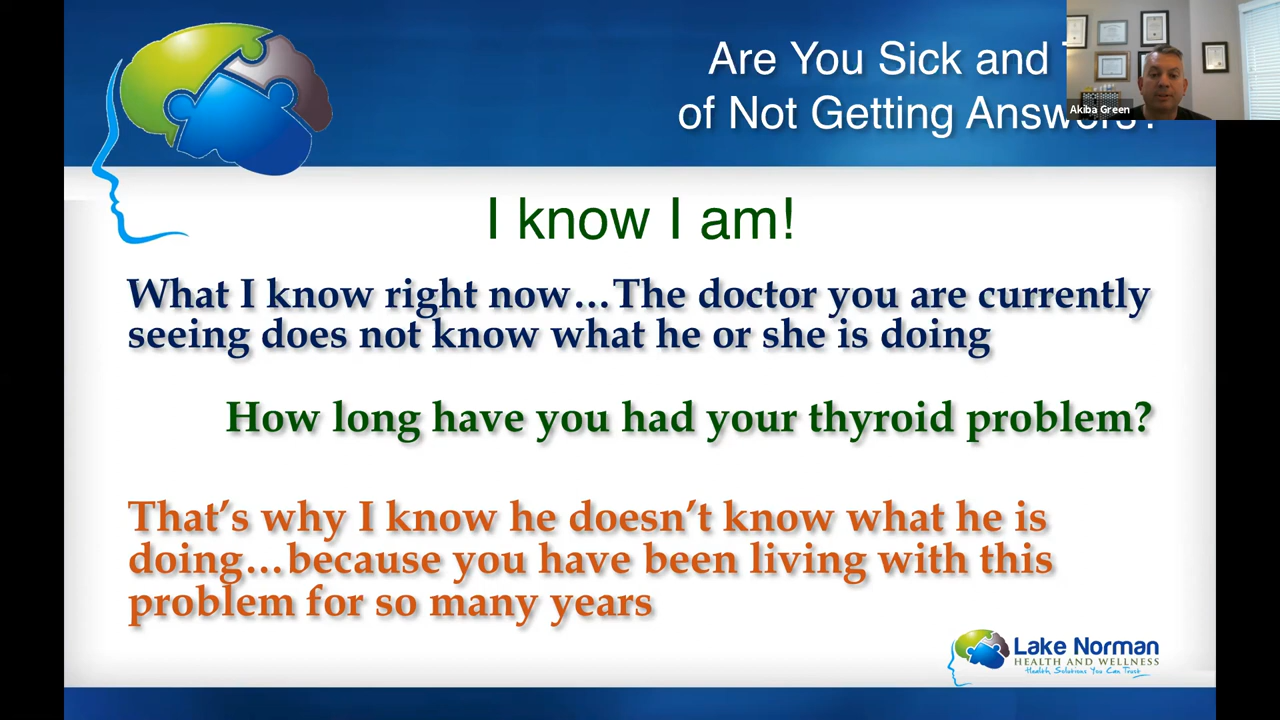 Are You Sick and
of Not Getting Answers?
Akiba Green
I know I am!
What I know right now…The doctor you are currently
seeing does not know what he or she is doing
How long have you had your thyroid problem?
That's why I know he doesn't know what he is
doing…because you have been living with this
problem for so many years
Lake Norman
HEALTH AND WELLNESS
Health Solutions You Can Trust